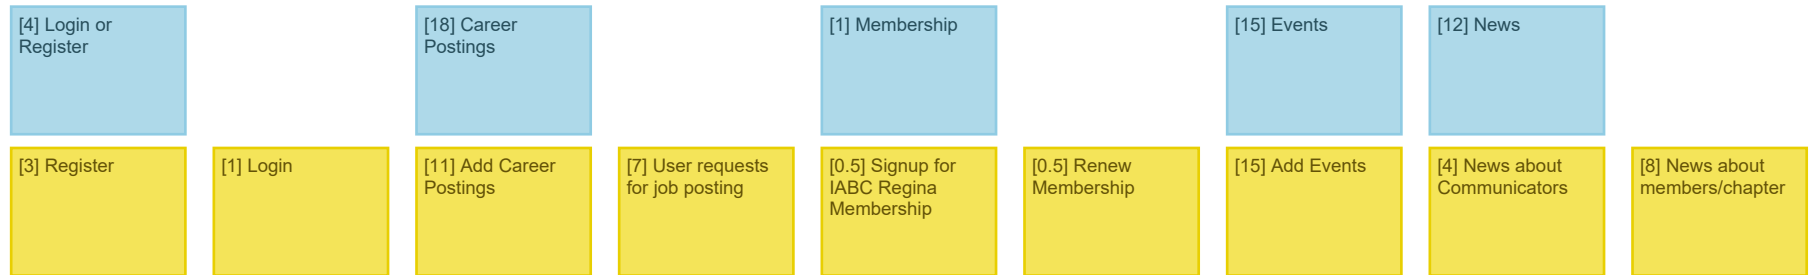 [4] Login or
Register
[18] Career
Postings
[1] Membership
[15] Events
[12] News
[3] Register
[1] Login
[11] Add Career
Postings
[7] User requests
for job posting
[0.5] Signup for
IABC Regina
Membership
[0.5] Renew
Membership
[15] Add Events
[4] News about
Communicators
[8] News about
members/chapter